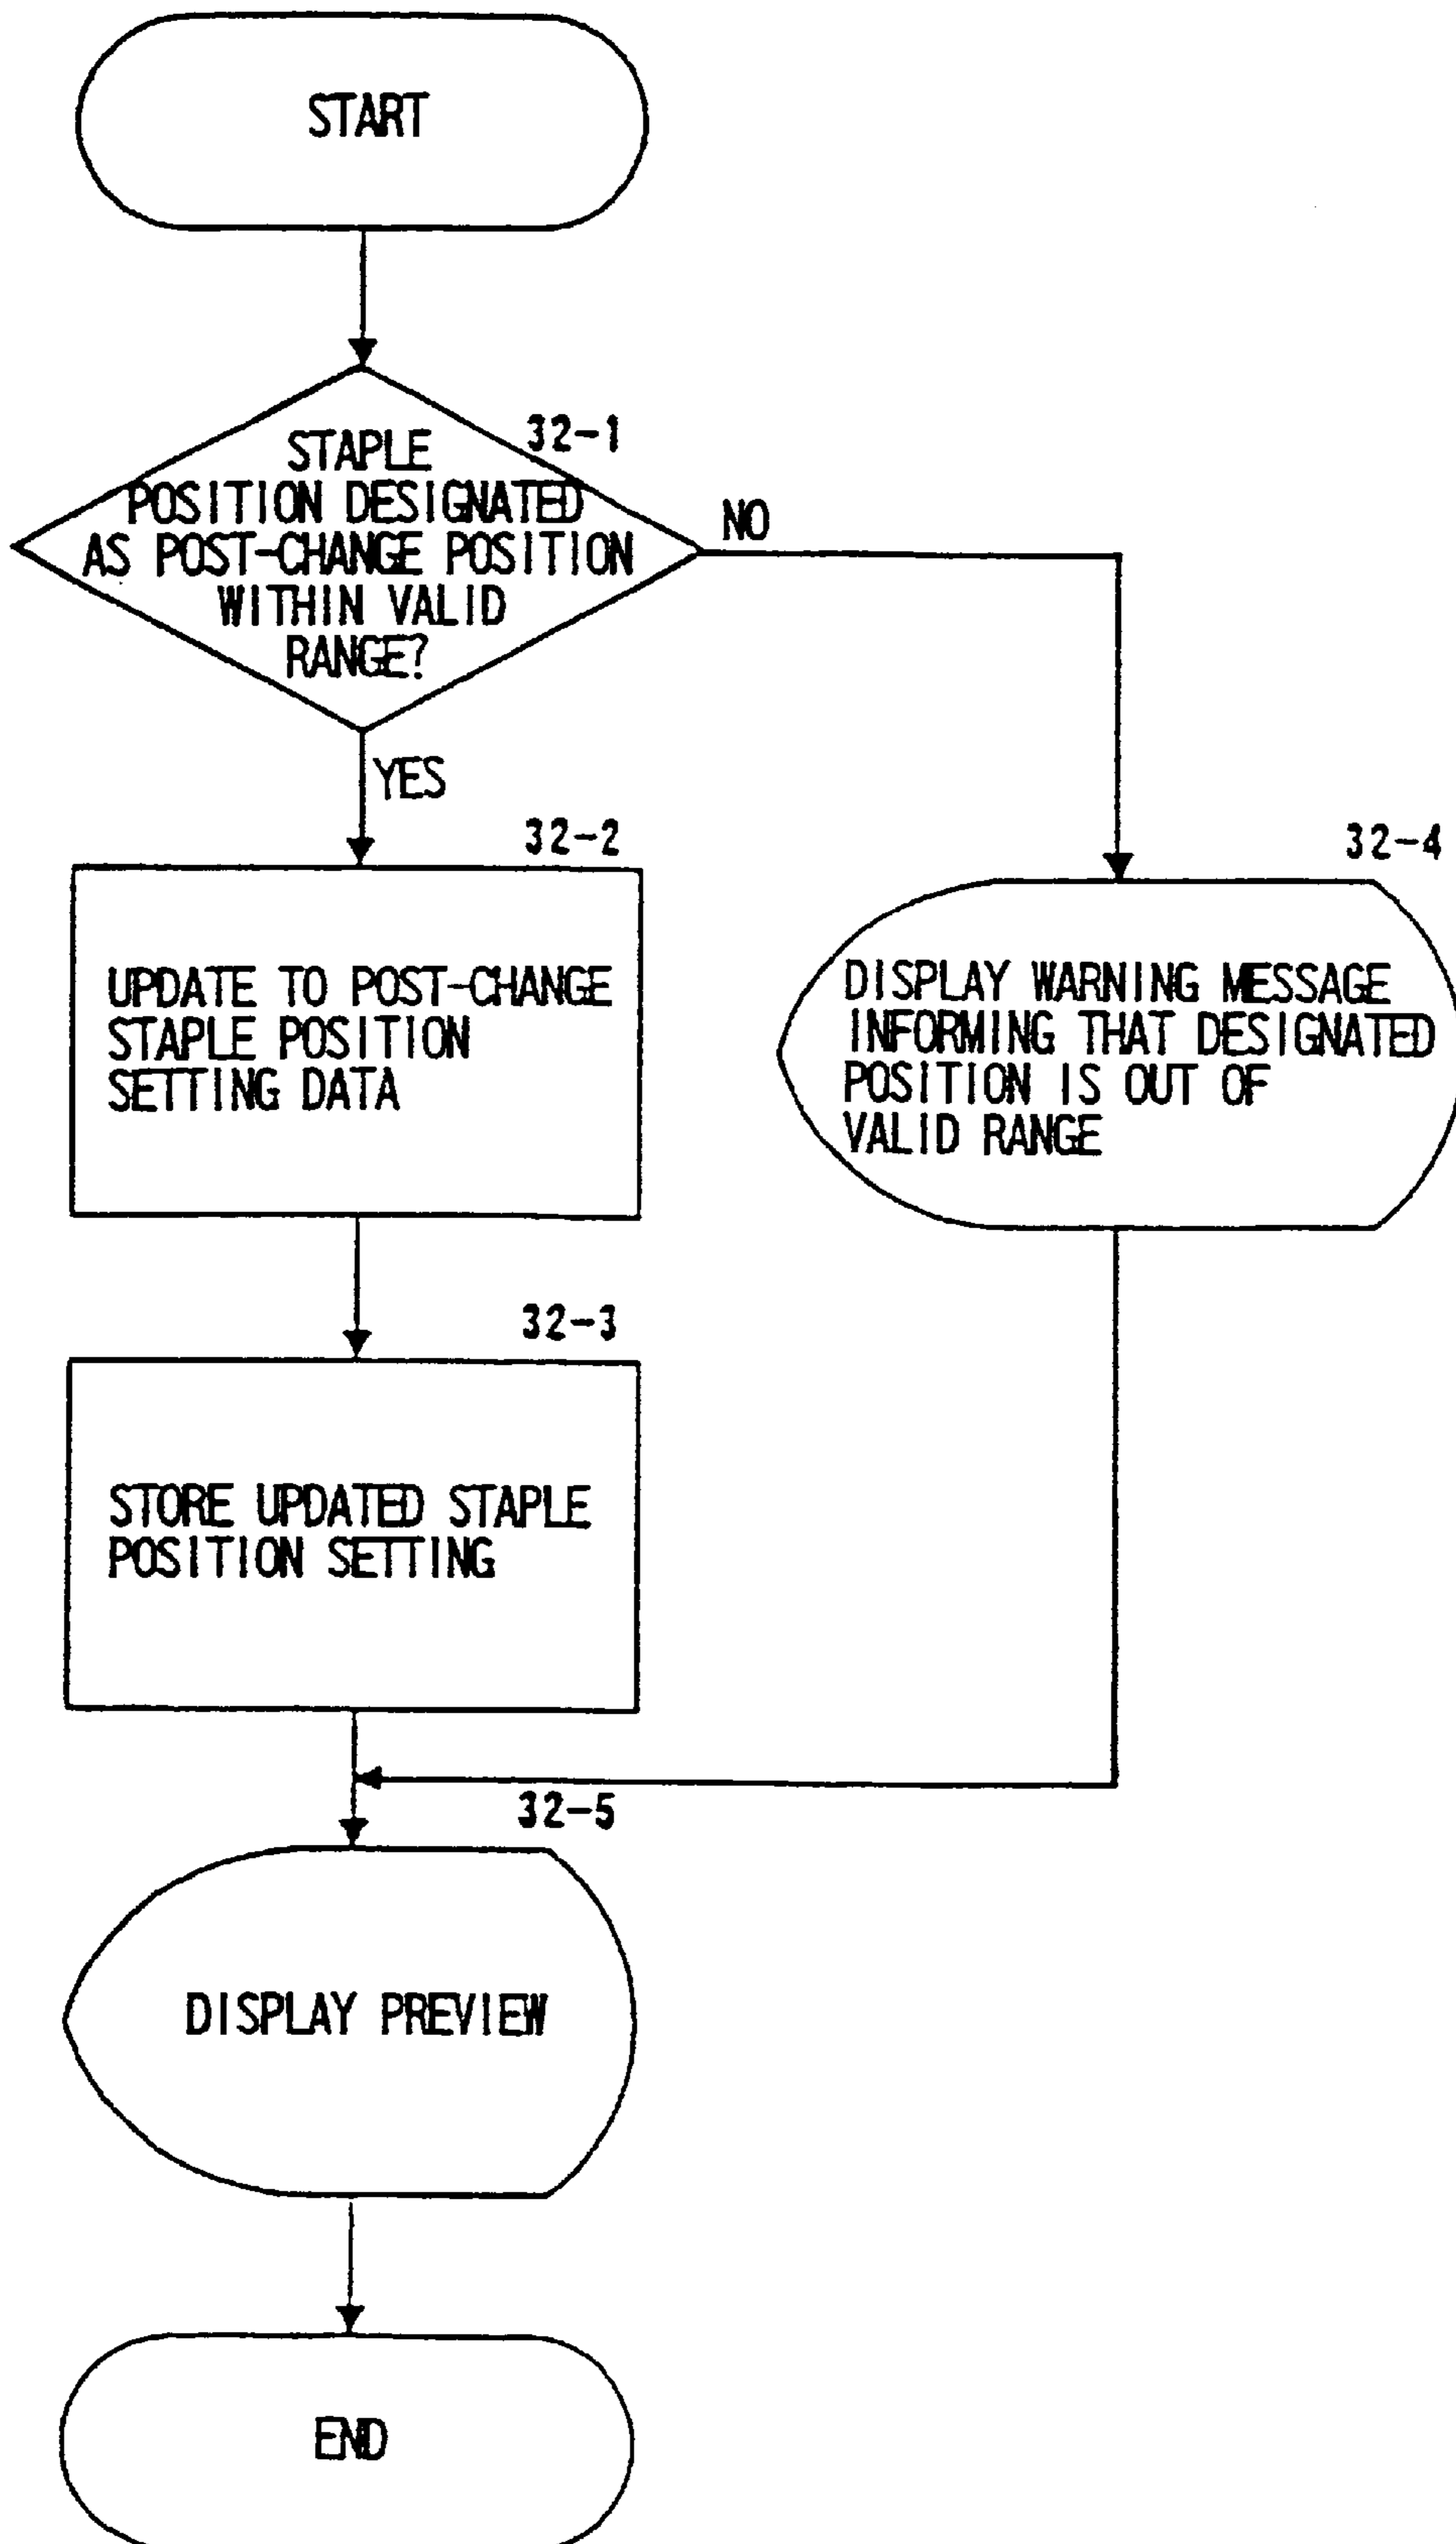 START
32-1
STAPLE
POSITION DESIGNATED
AS POST-CHANGE POSITION
WITHIN VALID
RANGE?
NO
YES
32-2
UPDATE TO POST-CHANGE
STAPLE POSITION
SETTING DATA
32-4
DISPLAY WARNING MESSAGE
INFORMING THAT DESIGNATED
POSITION IS OUT OF
VALID RANGE
32-3
STORE UPDATED STAPLE
POSITION SETTING
32-5
DISPLAY PREVIEW
END